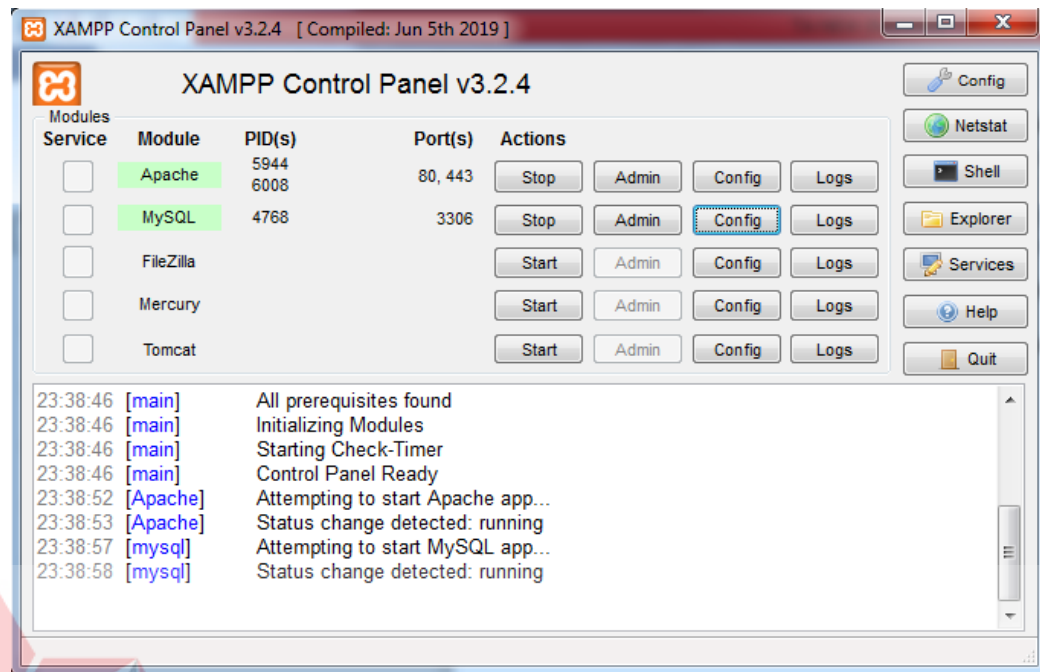 XAMPP Control Panel v3.2.4 [ Compiled: Jun 5th 2019 ]
XAMPP Control Panel v3.2.4
Config
Modules
Service Module PID(s) Port(s) Actions
Netstat
Apache 5944 6008 80, 443 Stop Admin Config Logs
Shell
MySQL 4768 3306 Stop Admin Config Logs
Explorer
FileZilla Start Admin Config Logs
Services
Mercury Start Admin Config Logs
Help
Tomcat Start Admin Config Logs
Quit
23:38:46 [main] All prerequisites found
23:38:46 [main] Initializing Modules
23:38:46 [main] Starting Check-Timer
23:38:46 [main] Control Panel Ready
23:38:52 [Apache] Attempting to start Apache app...
23:38:53 [Apache] Status change detected: running
23:38:57 [mysql] Attempting to start MySQL app...
23:38:58 [mysql] Status change detected: running